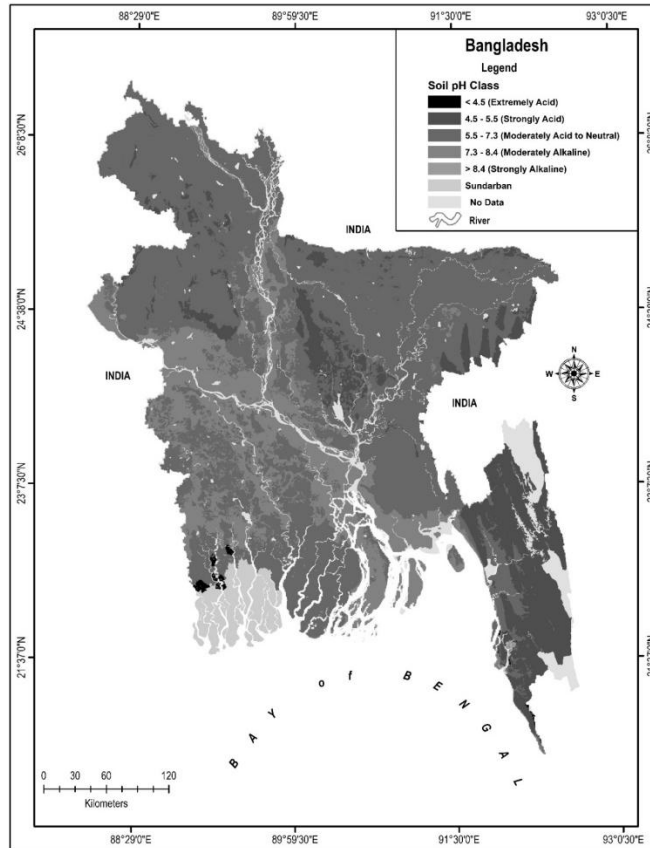 88°29'0"E 89°59'30"E 91°30'0"E 93°0'30"E
Bangladesh
Legend
Soil pH Class
< 4.5 (Extremely Acid)
4.5 - 5.5 (Strongly Acid)
5.5 - 7.3 (Moderately Acid to Neutral)
7.3 - 8.4 (Moderately Alkaline)
> 8.4 (Strongly Alkaline)
Sundarban
No Data
River
26°8'30"N
INDIA
24°38'0"N
INDIA
N
W E
S
INDIA
23°7'30"N
21°37'0"N
BAY of BENGAL
0 30 60 120
Kilometers
88°29'0"E 89°59'30"E 91°30'0"E 93°0'0"E